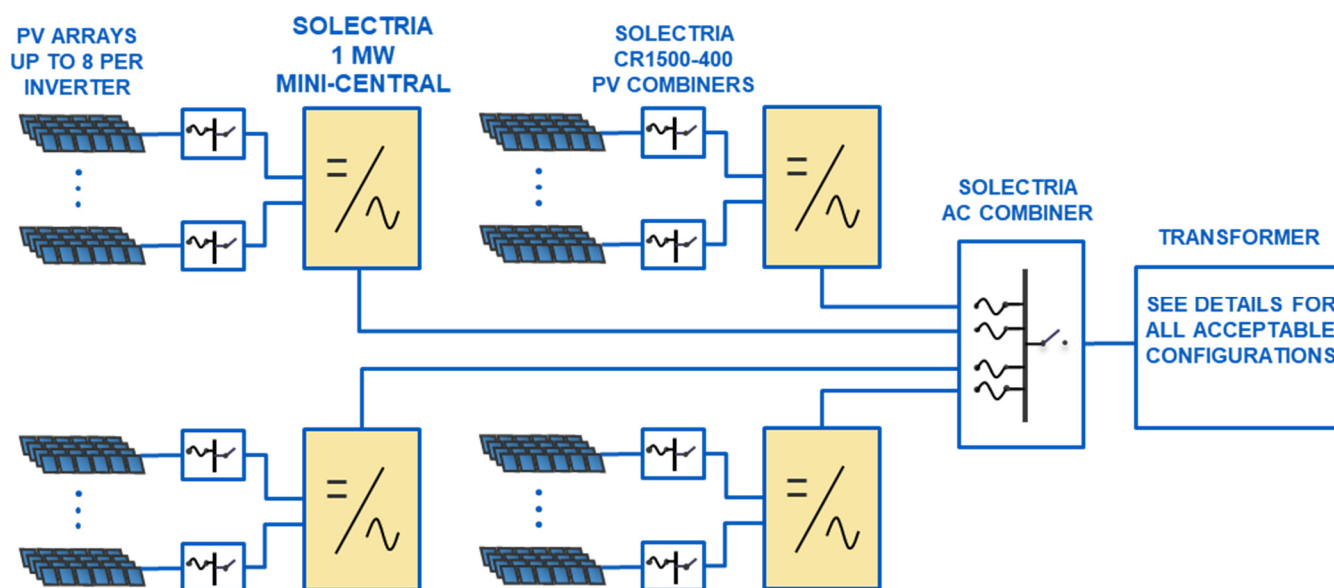 PV ARRAYS
UP TO 8 PER
INVERTER
SOLECTRIA
1 MW
MINI-CENTRAL
SOLECTRIA
CR1500-400
PV COMBINERS
SOLECTRIA
AC COMBINER
TRANSFORMER
SEE DETAILS FOR
ALL ACCEPTABLE
CONFIGURATIONS